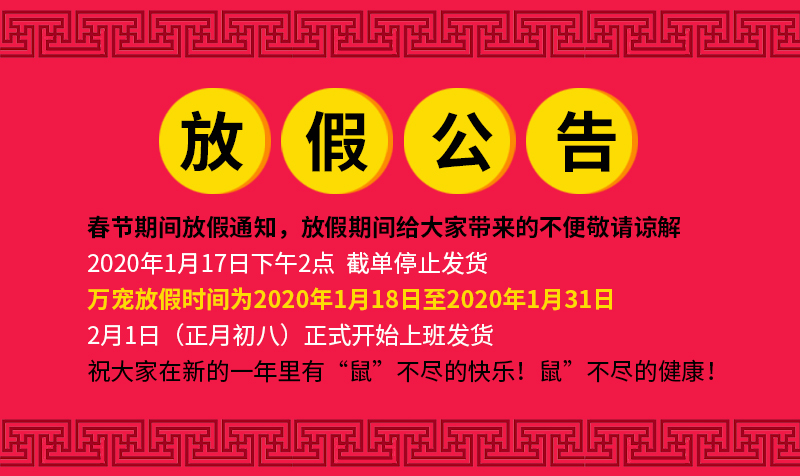 放假公告
春节期间放假通知，放假期间给大家带来的不便敬请谅解
2020年1月17日下午2点 截单停止发货
万宠放假时间为2020年1月18日至2020年1月31日
2月1日（正月初八）正式开始上班发货
祝大家在新的一年里有“鼠”不尽的快乐！鼠”不尽的健康！